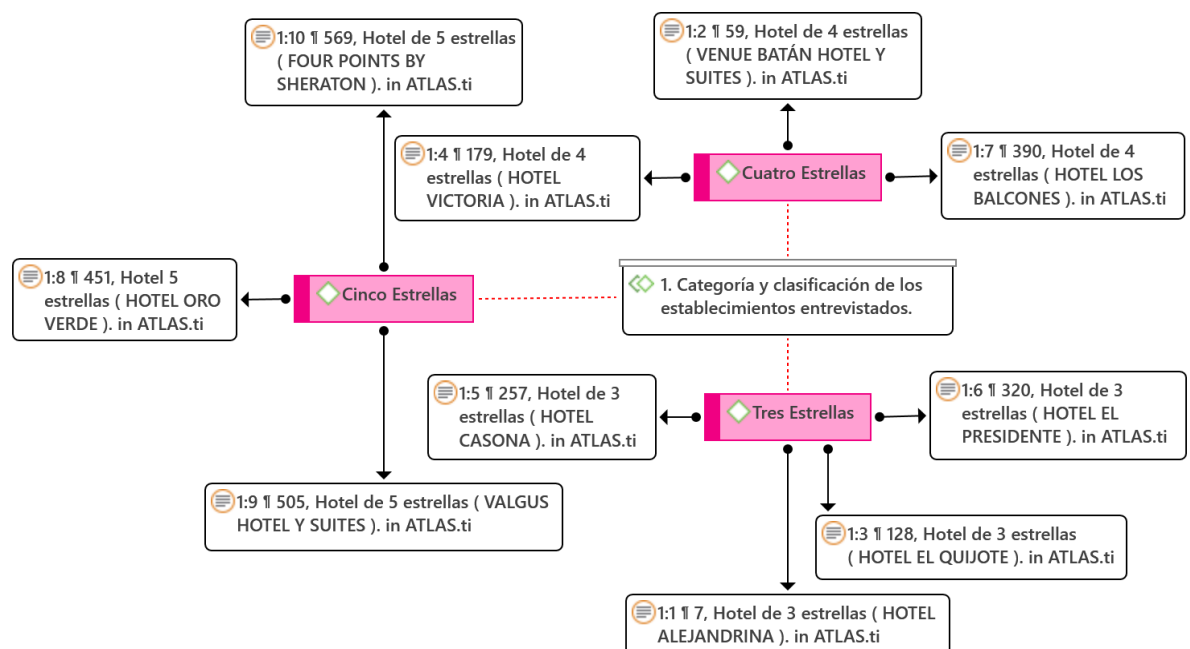 1:10 ¶ 569, Hotel de 5 estrellas
( FOUR POINTS BY
SHERATON ). in ATLAS.ti
1:2 ¶ 59, Hotel de 4 estrellas
( VENUE BATÁN HOTEL Y
SUITES ). in ATLAS.ti
1:4 ¶ 179, Hotel de 4
estrellas ( HOTEL
VICTORIA ). in ATLAS.ti
Cuatro Estrellas
1:7 ¶ 390, Hotel de 4
estrellas ( HOTEL LOS
BALCONES ). in ATLAS.ti
1:8 ¶ 451, Hotel 5
estrellas ( HOTEL ORO
VERDE ). in ATLAS.ti
Cinco Estrellas
1. Categoría y clasificación de los
establecimientos entrevistados.
1:5 ¶ 257, Hotel de 3
estrellas ( HOTEL
CASONA ). in ATLAS.ti
Tres Estrellas
1:6 ¶ 320, Hotel de 3
estrellas ( HOTEL EL
PRESIDENTE ). in ATLAS.ti
1:9 ¶ 505, Hotel de 5 estrellas ( VALGUS
HOTEL Y SUITES ). in ATLAS.ti
1:3 ¶ 128, Hotel de 3 estrellas
( HOTEL EL QUIJOTE ). in ATLAS.ti
1:1 ¶ 7, Hotel de 3 estrellas ( HOTEL
ALEJANDRINA ). in ATLAS.ti